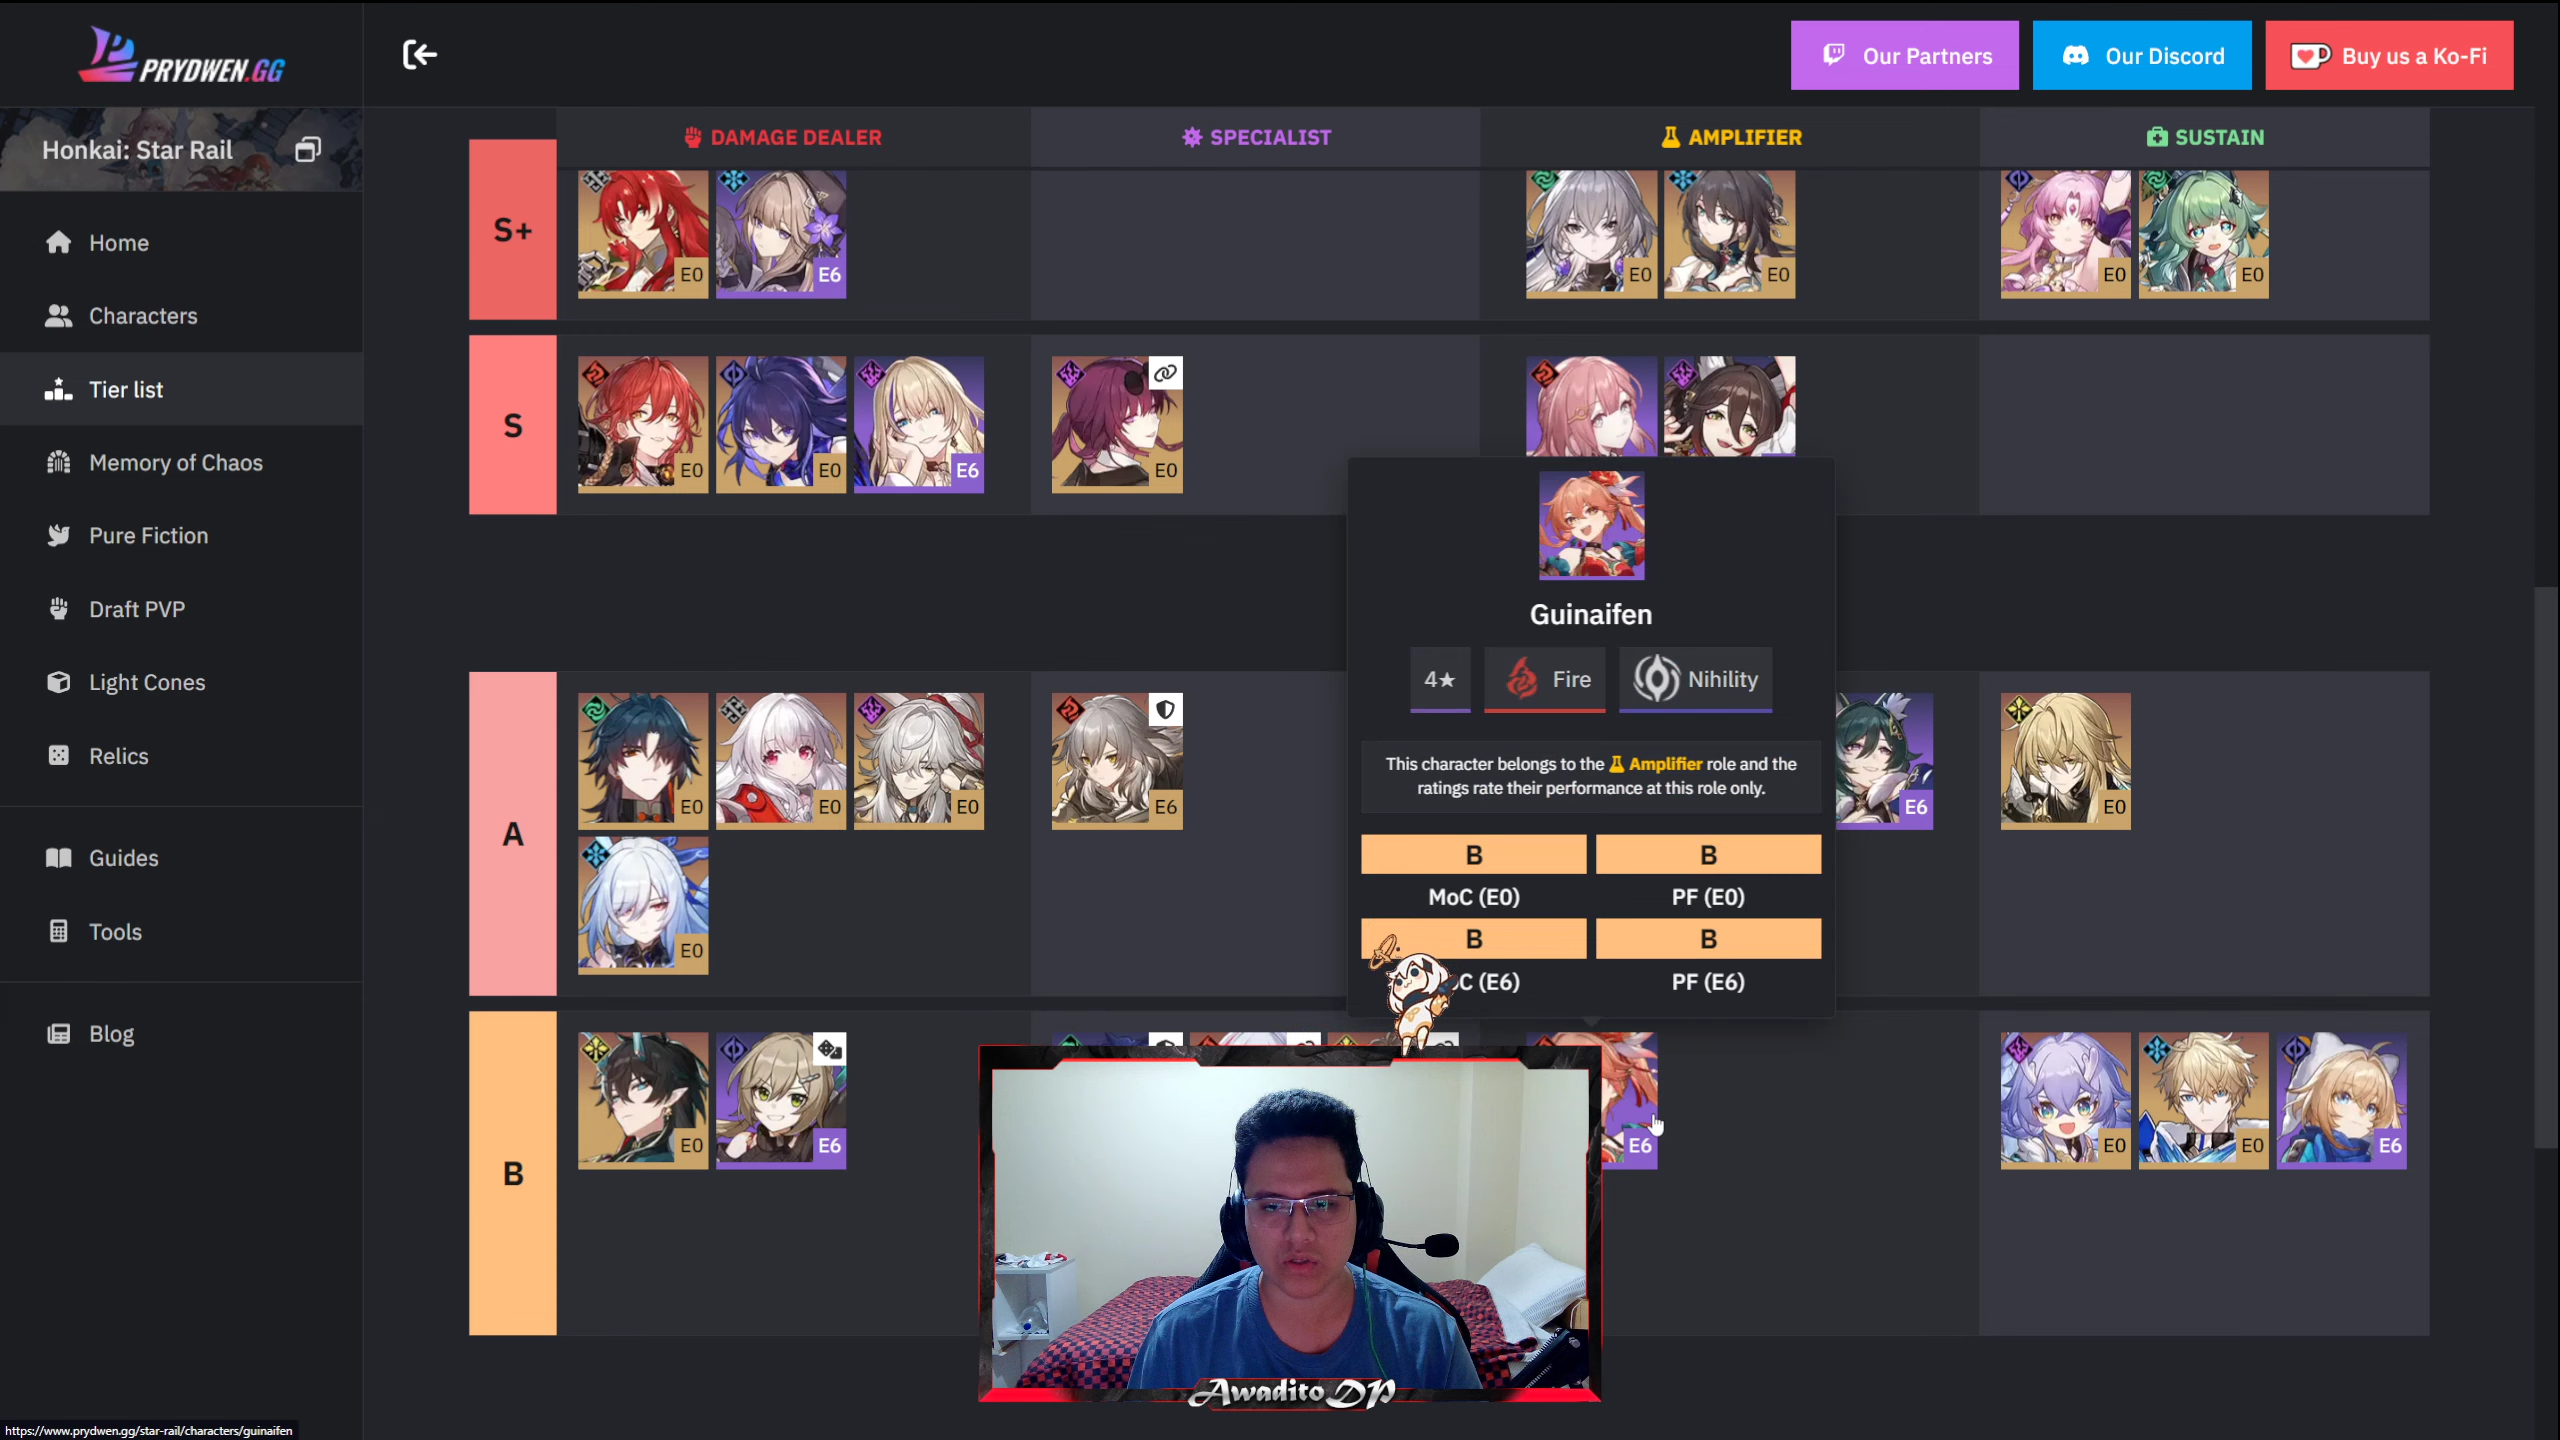 PRYDWEN.GG
Our Partners
Our Discord
Buy us a Ko-Fi
Honkai: Star Rail
Home
Characters
Tier list
Memory of Chaos
Pure Fiction
Draft PVP
Light Cones
Relics
Guides
Tools
Blog
DAMAGE DEALER
SPECIALIST
AMPLIFIER
SUSTAIN
S+
E0
E6
E0
E0
E0
E0
S
E0
E0
E6
E0
A
E0
E0
E0
E6
E6
E0
E0
Guinaifen
4★
Fire
Nihility
This character belongs to the Amplifier role and the
ratings rate their performance at this role only.
B
B
MoC (E0)
PF (E0)
B
B
C (E6)
PF (E6)
B
E0
E6
E6
E0
E0
E6
Awadito DP
https://www.prydwen.gg/star-rail/characters/guinaifen